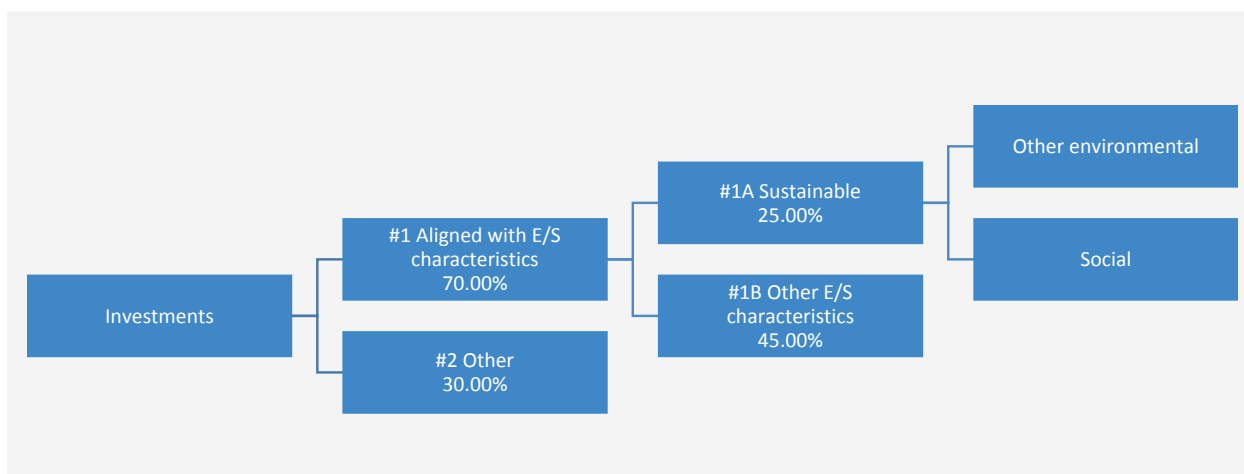 Investments
#1 Aligned with E/S
characteristics
70.00%
#2 Other
30.00%
#1A Sustainable
25.00%
#1B Other E/S
characteristics
45.00%
Other environmental
Social